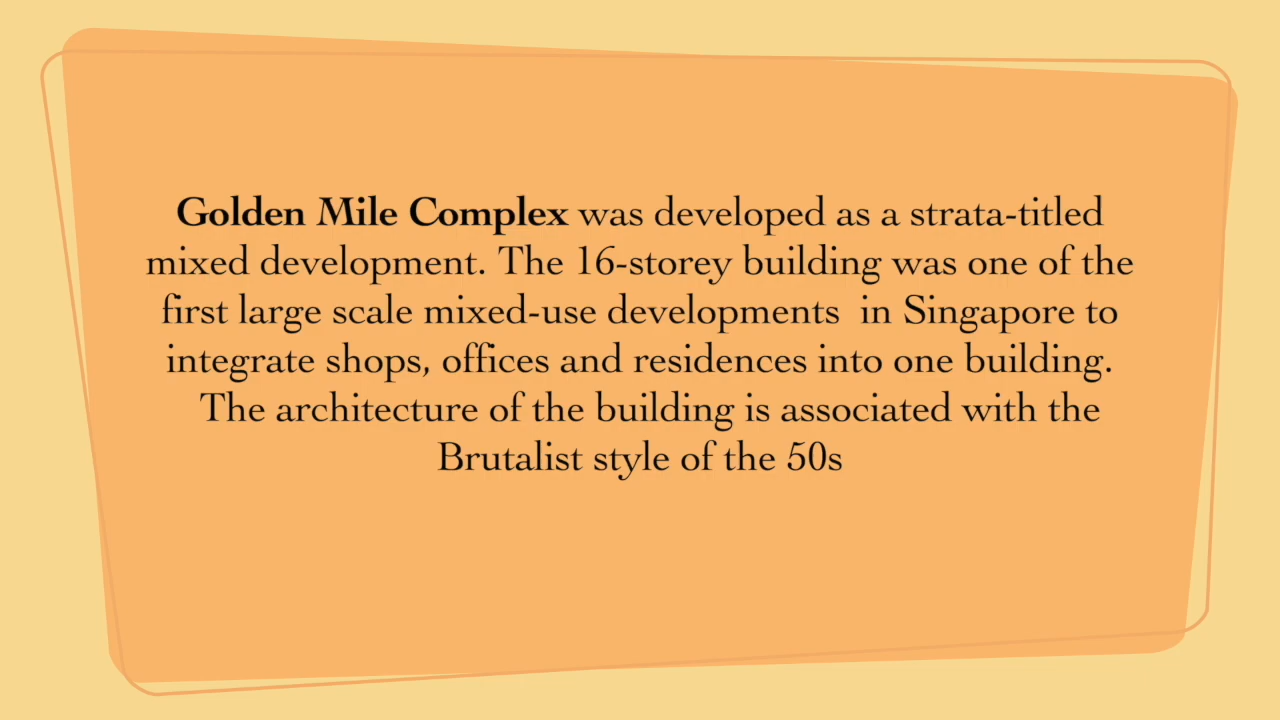 Golden Mile Complex was developed as a strata-titled
mixed development. The 16-storey building was one of the
first large scale mixed-use developments  in Singapore to
integrate shops, offices and residences into one building.
The architecture of the building is associated with the
Brutalist style of the 50s